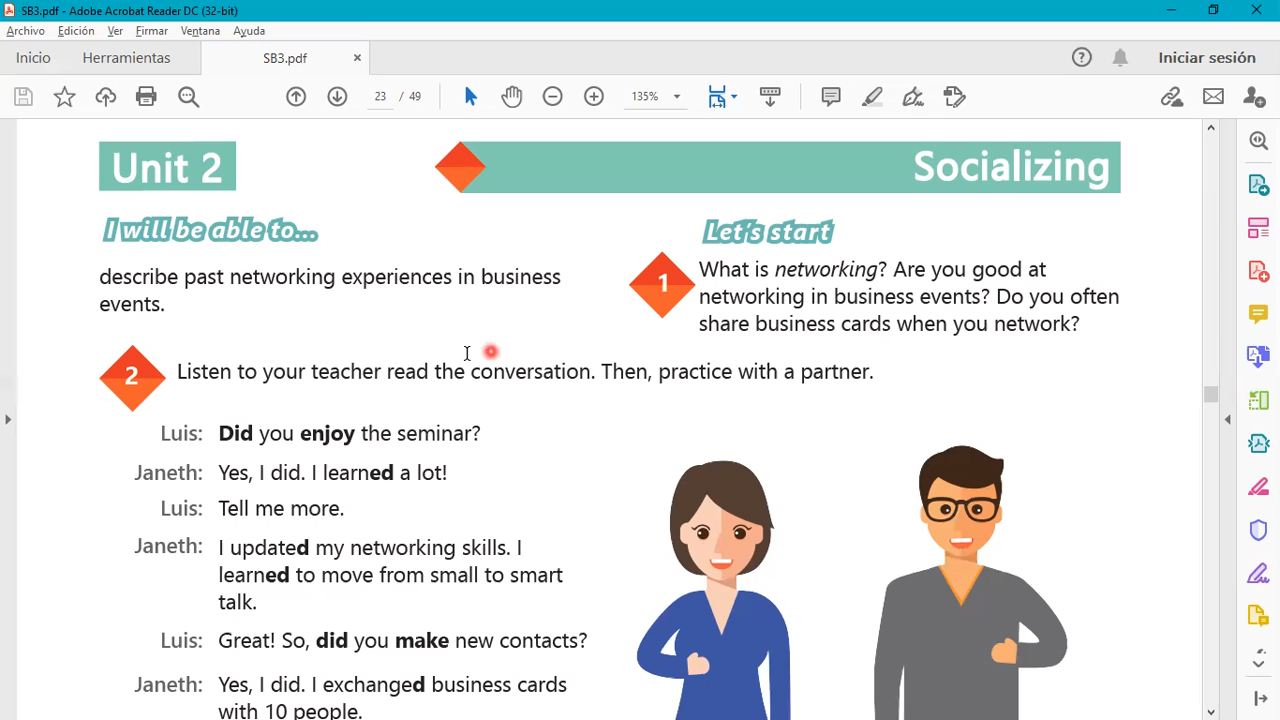 SB3.pdf - Adobe Acrobat Reader DC (32-bit)
Archivo Edición Ver Firmar Ventana Ayuda
Inicio Herramientas SB3.pdf × Iniciar sesión
23 / 49 135%
Unit 2 Socializing
I will be able to...
describe past networking experiences in business
events.
Let's start
1 What is networking? Are you good at
networking in business events? Do you often
share business cards when you network?
2 Listen to your teacher read the conversation. Then, practice with a partner.
Luis: Did you enjoy the seminar?
Janeth: Yes, I did. I learned a lot!
Luis: Tell me more.
Janeth: I updated my networking skills. I
learned to move from small to smart
talk.
Luis: Great! So, did you make new contacts?
Janeth: Yes, I did. I exchanged business cards
with 10 people.